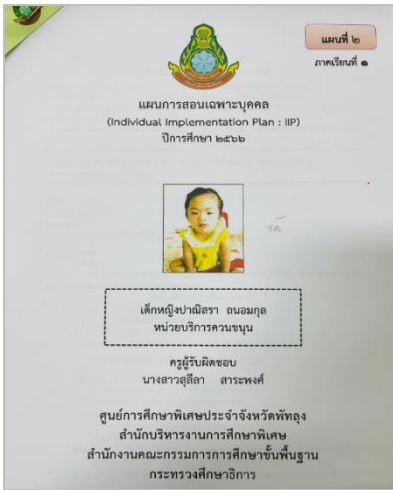 แผนที่ ๒
ภาคเรียนที่ ๑
แผนการสอนเฉพาะบุคคล
(Individual Implementation Plan : IIP)
ปีการศึกษา ๒๕๖๖
เด็กหญิงปาณิสรา ถนอมกุล
หน่วยบริการควนขนุน
ครูผู้รับผิดชอบ
นางสาวสุลีลา สาระพงศ์
ศูนย์การศึกษาพิเศษประจำจังหวัดพัทลุง
สำนักบริหารงานการศึกษาพิเศษ
สำนักงานคณะกรรมการการศึกษาขั้นพื้นฐาน
กระทรวงศึกษาธิการ